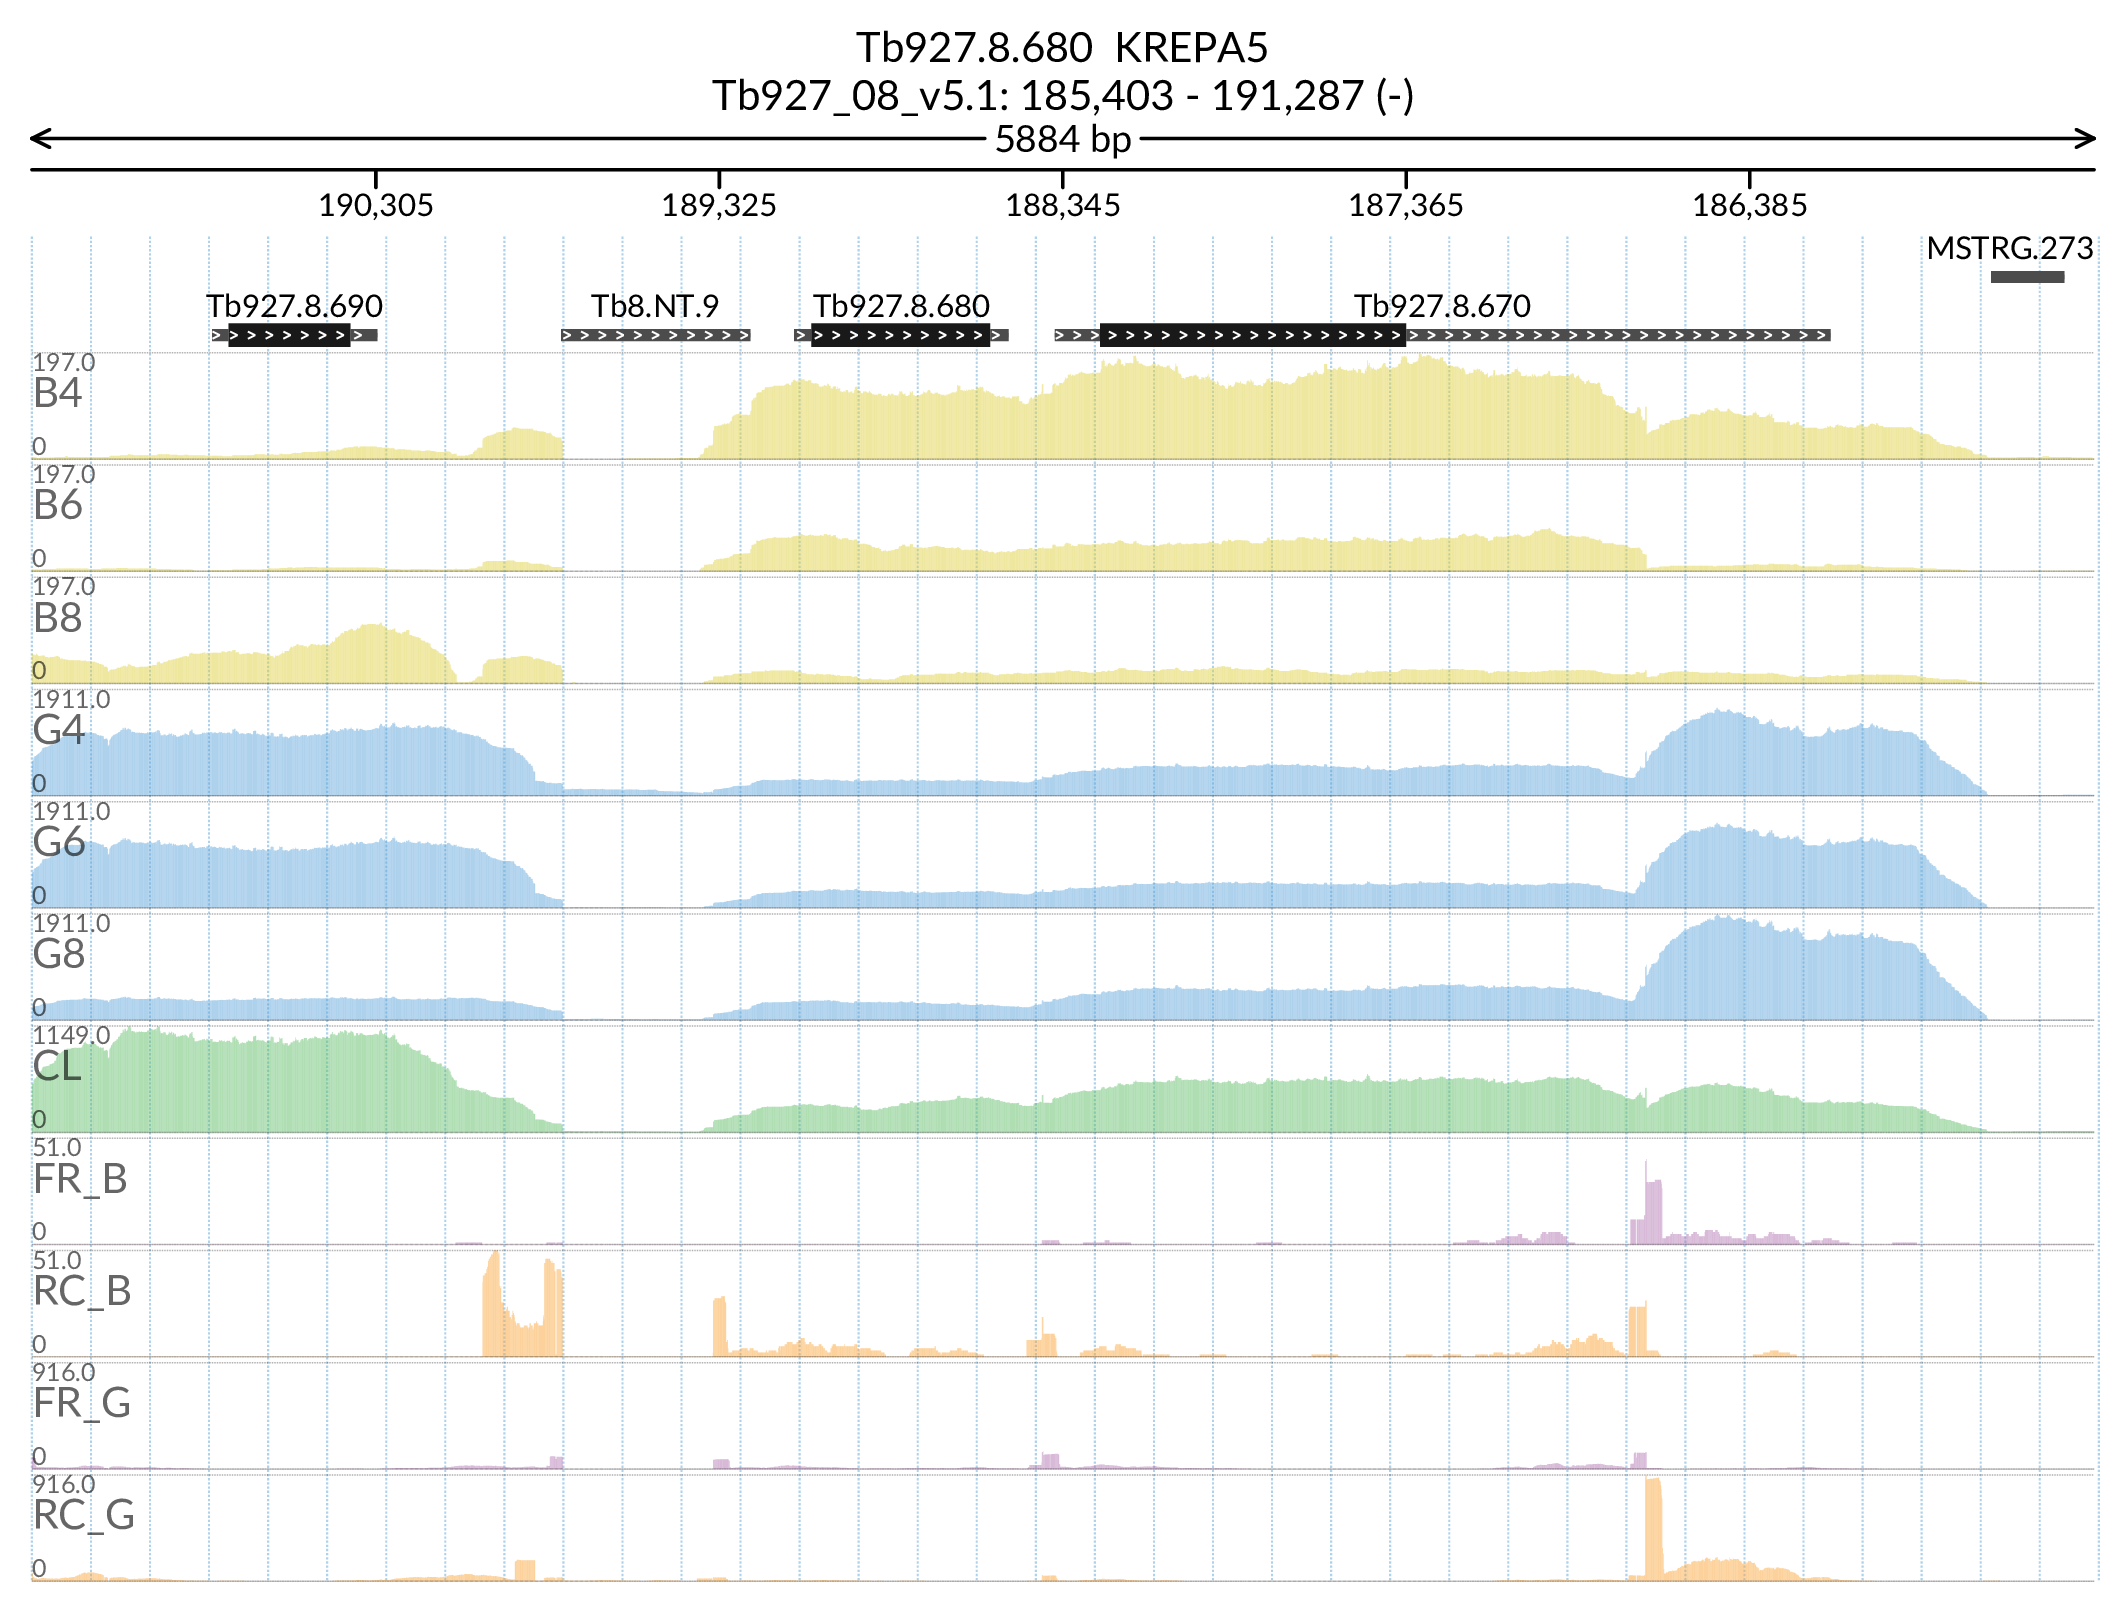 Tb927.8.680 KREPA5
Tb927_08_v5.1: 185,403 - 191,287 (-)
5884 bp
190,305 189,325 188,345 187,365 186,385
MSTRG.273
Tb927.8.690 Tb8.NT.9 Tb927.8.680 Tb927.8.670
197.0
B4
0
197.0
B6
0
197.0
B8
0
1911.0
G4
0
1911.0
G6
0
1911.0
G8
0
1149.0
CL
0
51.0
FR_B
0
51.0
RC_B
0
916.0
FR_G
0
916.0
RC_G
0